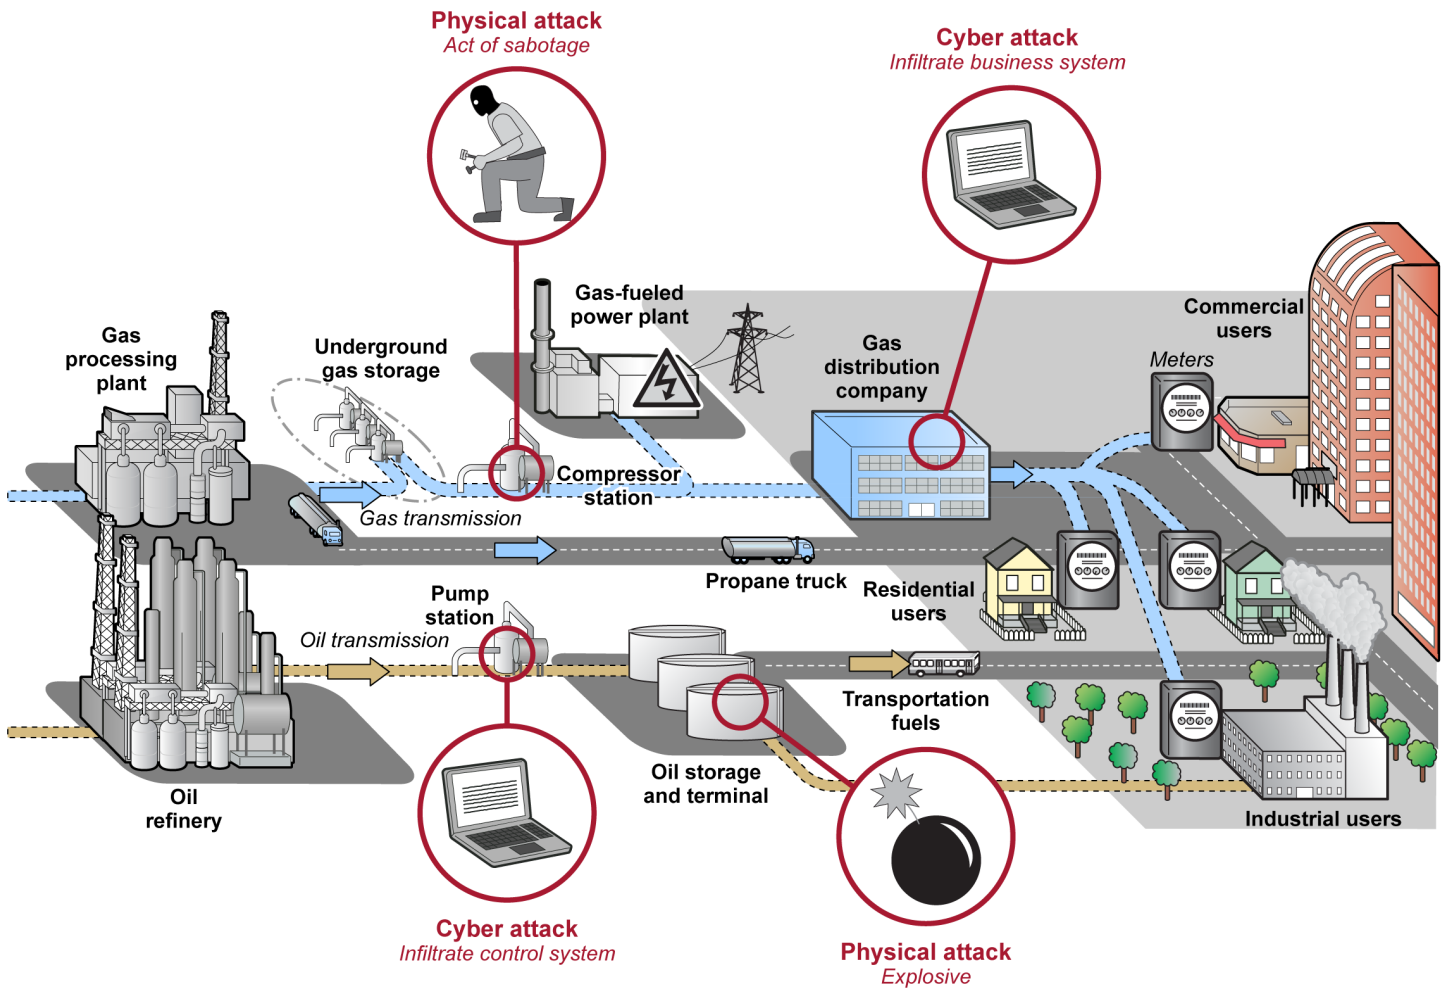 Physical attack
Act of sabotage
Cyber attack
Infiltrate business system
Gas-fueled
power plant
Commercial
users
Gas
processing
plant
Underground
gas storage
Gas
distribution
company
Meters
Compressor
station
Gas transmission
Propane truck
Residential
users
Pump
station
Oil transmission
Transportation
fuels
Oil storage
and terminal
Oil
refinery
Industrial users
Cyber attack
Infiltrate control system
Physical attack
Explosive